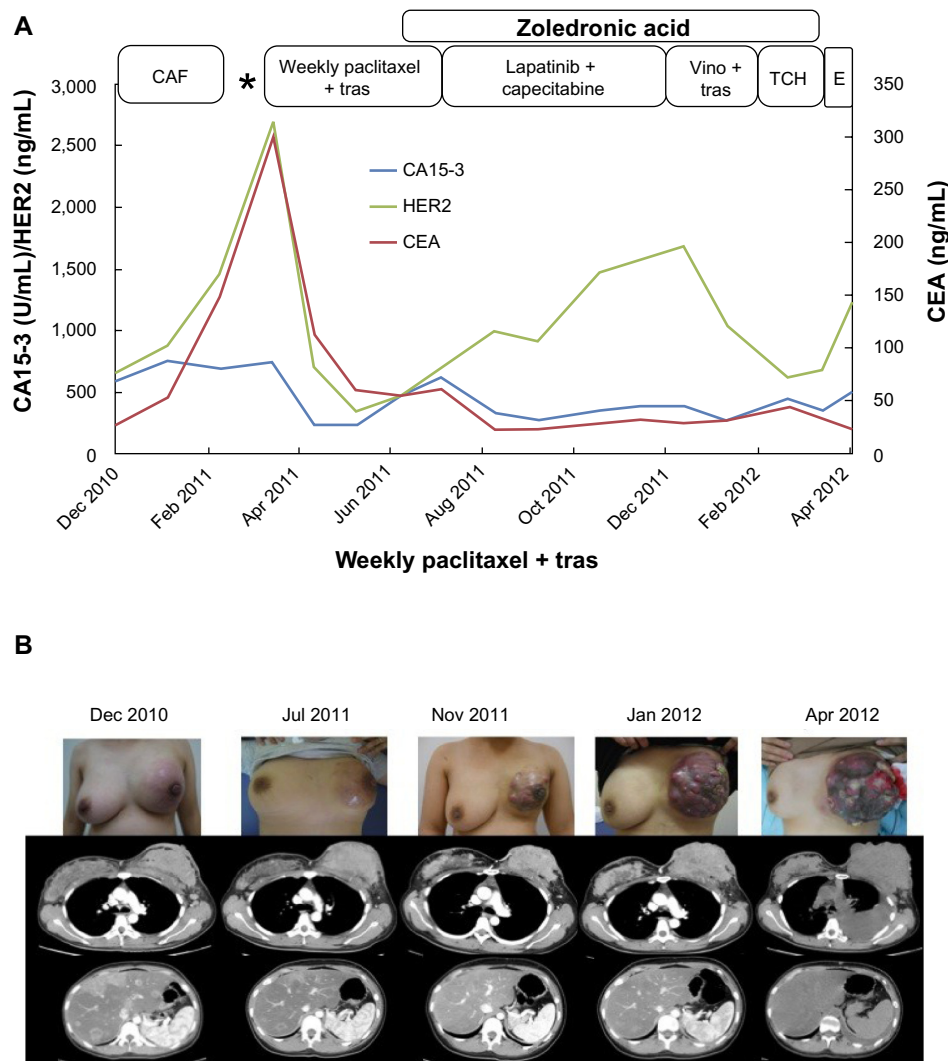 A
Zoledronic acid
CAF
*
Weekly paclitaxel
+ tras
Lapatinib +
capecitabine
Vino +
tras
TCH
E
CA15-3 (U/mL)/HER2 (ng/mL)
3,000
2,500
2,000
1,500
1,000
500
0
CA15-3
HER2
CEA
350
300
250
200
150
100
50
0
CEA (ng/mL)
Dec 2010
Feb 2011
Apr 2011
Jun 2011
Aug 2011
Oct 2011
Dec 2011
Feb 2012
Apr 2012
Weekly paclitaxel + tras
B
Dec 2010
Jul 2011
Nov 2011
Jan 2012
Apr 2012